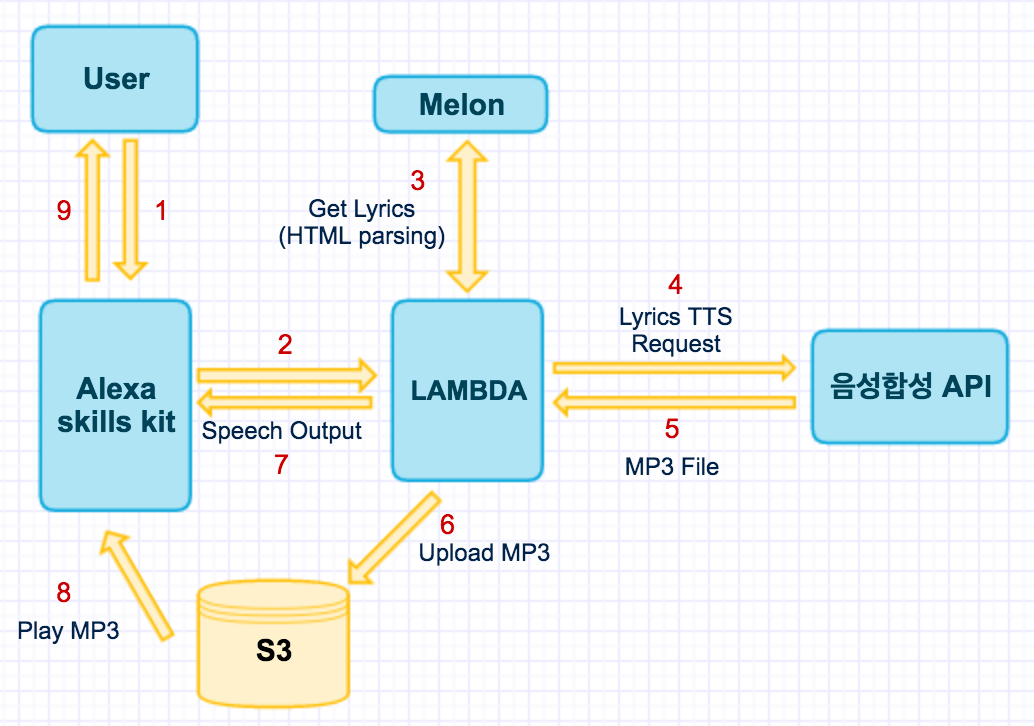 User
Melon
9
1
3
Get Lyrics
(HTML parsing)
4
Lyrics TTS
Request
2
Alexa
skills kit
LAMBDA
음성합성 API
Speech Output
7
5
MP3 File
6
Upload MP3
8
Play MP3
S3